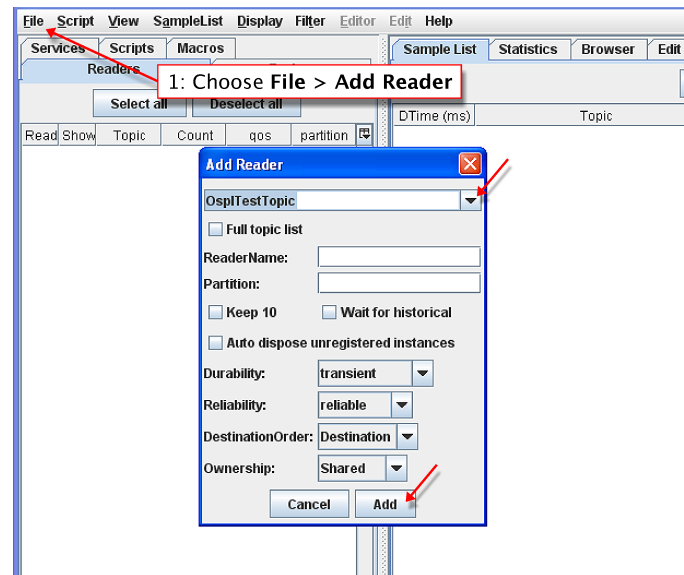 File Script View SampleList Display Filter Editor Edit Help
Services Scripts Macros
Readers
1: Choose File > Add Reader
Select all Deselect all
Read Show Topic Count qos partition
Sample List Statistics Browser Edit
DTime (ms) Topic
Add Reader
OsplTestTopic
Full topic list
ReaderName:
Partition:
Keep 10 Wait for historical
Auto dispose unregistered instances
Durability: transient
Reliability: reliable
DestinationOrder: Destination
Ownership: Shared
Cancel Add